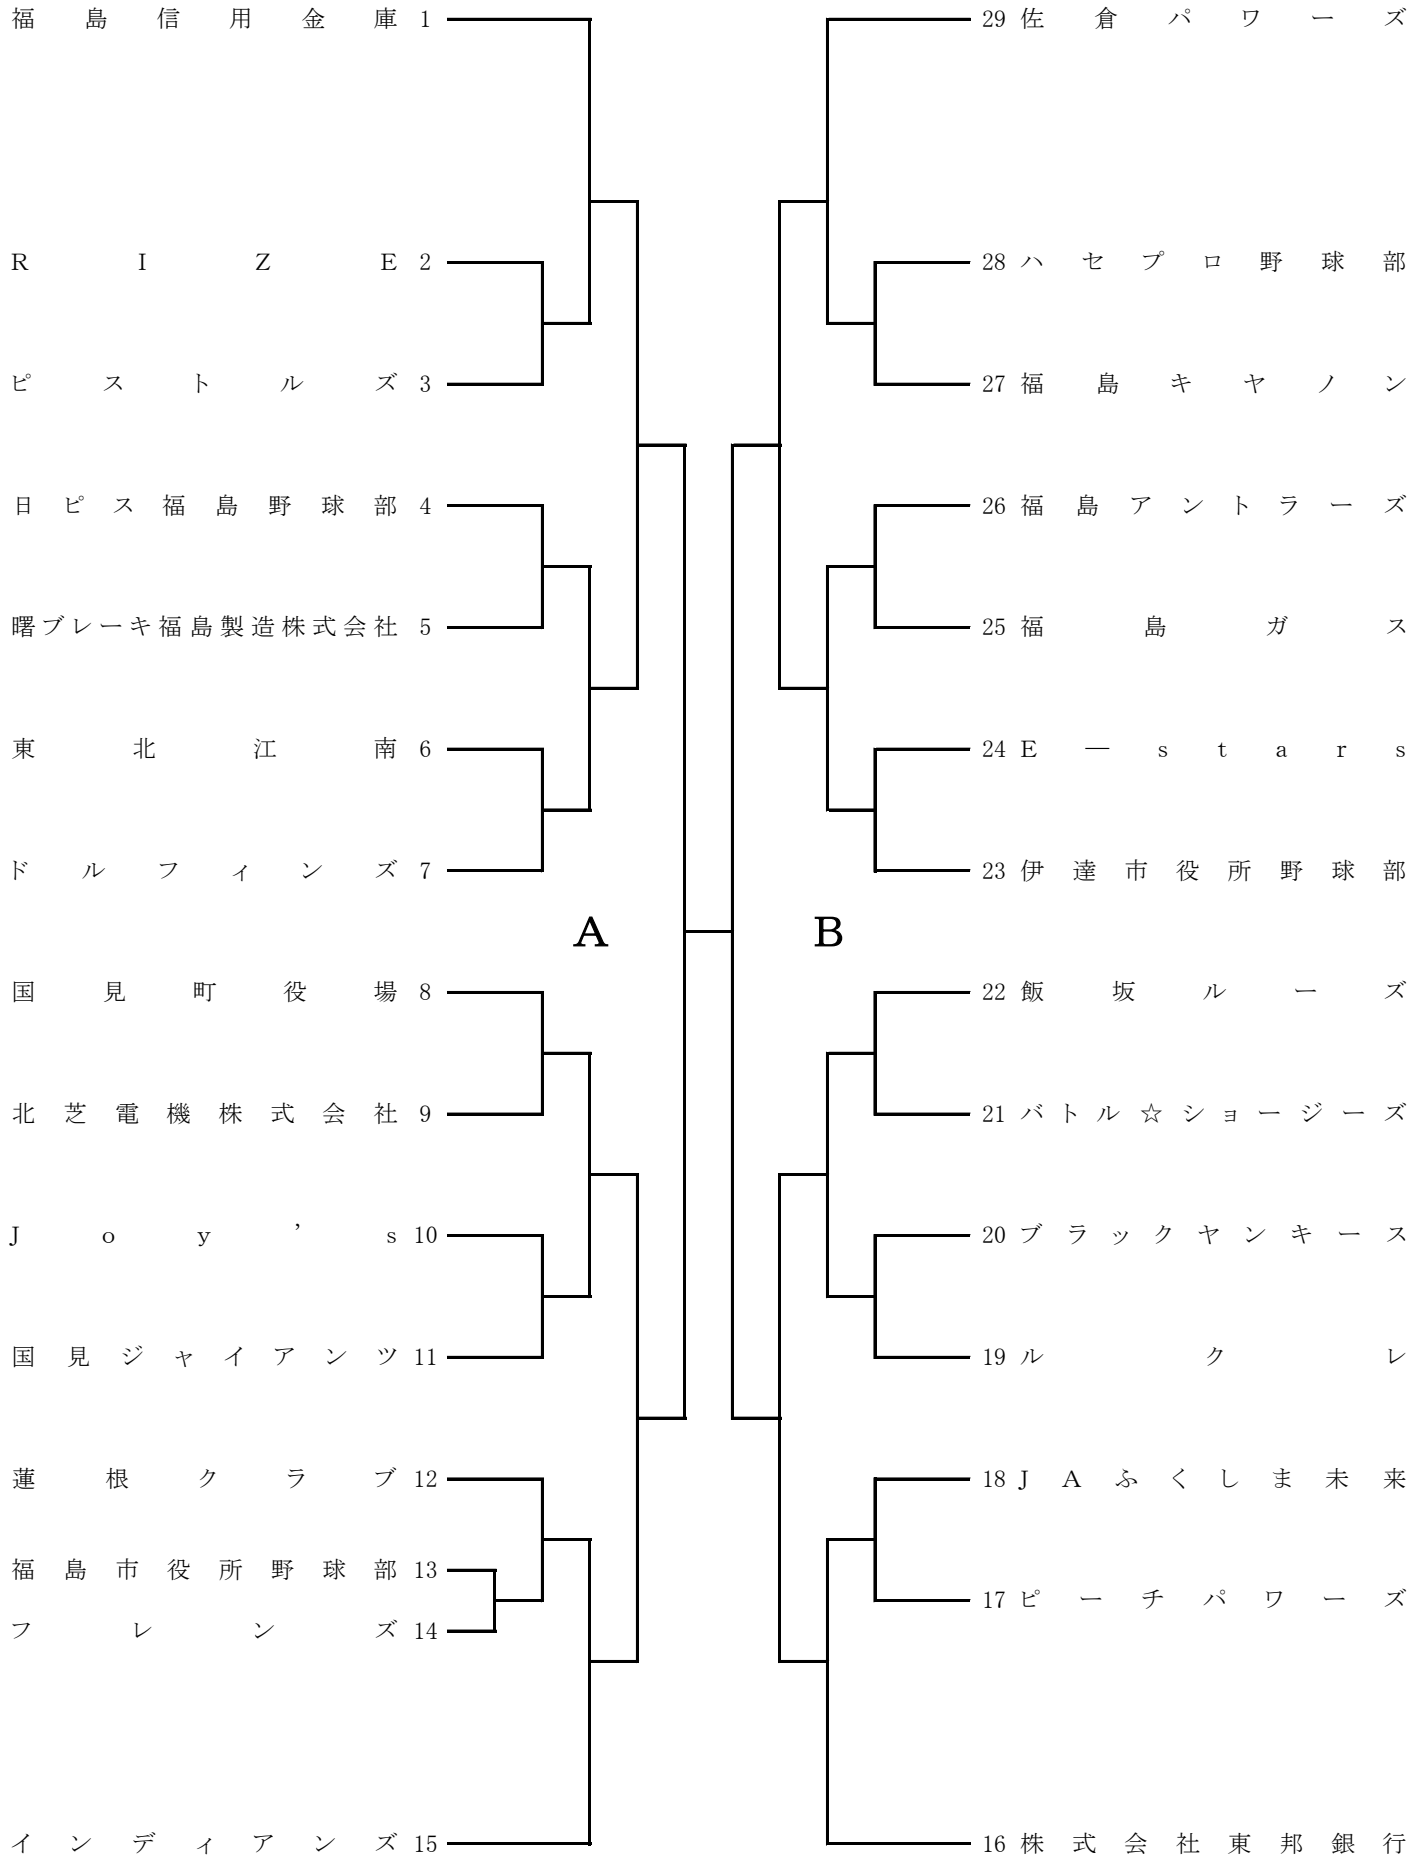 福島信用金庫 1
RIZE 2
ピストルズ 3
日ピス福島野球部 4
曙ブレーキ福島製造株式会社 5
東北江南 6
ドルフィンズ 7
A
国見町役場 8
北芝電機株式会社 9
Joy’s 10
国見ジャイアンツ 11
蓮根クラブ 12
福島市役所野球部 13
フレンズ 14
インディアンズ 15
29 佐倉パワーズ
28 ハセプロ野球部
27 福島キヤノン
26 福島アントラーズ
25 福島ガス
24 E―stars
23 伊達市役所野球部
B
22 飯坂ルーズ
21 バトル☆ショージーズ
20 ブラックヤンキース
19 ルクレ
18 JAふくしま未来
17 ピーチパワーズ
16 株式会社東邦銀行